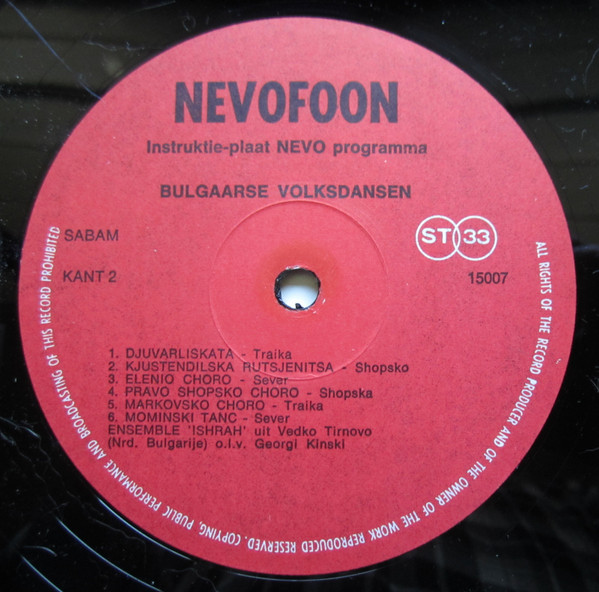 NEVOFOON
Instruktie-plaat NEVO programma
BULGAARSE VOLKSDANSEN
SABAM
ST 33
KANT 2
15007
1. DJUVARLISKATA - Traika
2. KJUSTENDILSKA RUTSJENITSA - Shopsko
3. ELENIO CHORO - Sever
4. PRAVO SHOPSKO CHORO - Shopska
5. MARKOVSKO CHORO - Traika
6. MOMINSKI TANC - Sever
ENSEMBLE 'ISHRAH' uit Vedko Tirnovo
(Nrd. Bulgarije) o.l.v. Georgi Kinski
ALL RIGHTS OF THE RECORD PRODUCER AND OF THE OWNER OF THE WORK REPRODUCED RESERVED. COPYING, PUBLIC PERFORMANCE AND BROADCASTING OF THIS RECORD PROHIBITED